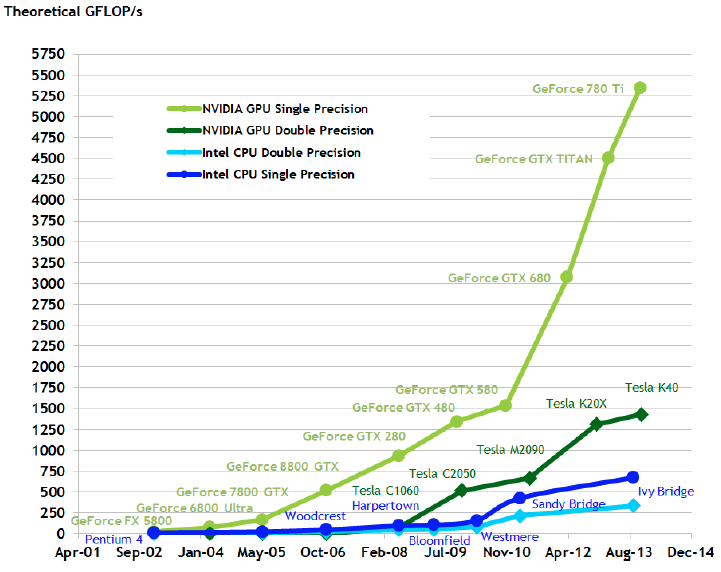 Theoretical GFLOP/s
5750
5500
5250
5000
4750
4500
4250
4000
3750
3500
3250
3000
2750
2500
2250
2000
1750
1500
1250
1000
750
500
250
0
NVIDIA GPU Single Precision
NVIDIA GPU Double Precision
Intel CPU Double Precision
Intel CPU Single Precision
GeForce 780 Ti
GeForce GTX TITAN
GeForce GTX 680
GeForce GTX 580
GeForce GTX 480
GeForce GTX 280
GeForce 8800 GTX
GeForce 7800 GTX
GeForce 6800 Ultra
GeForce FX 5800
Tesla K40
Tesla K20X
Tesla M2090
Tesla C2050
Tesla C1060
Harpertown
Woodcrest
Pentium 4
Bloomfield
Westmere
Sandy Bridge
Ivy Bridge
Apr-01 Sep-02 Jan-04 May-05 Oct-06 Feb-08 Jul-09 Nov-10 Apr-12 Aug-13 Dec-14